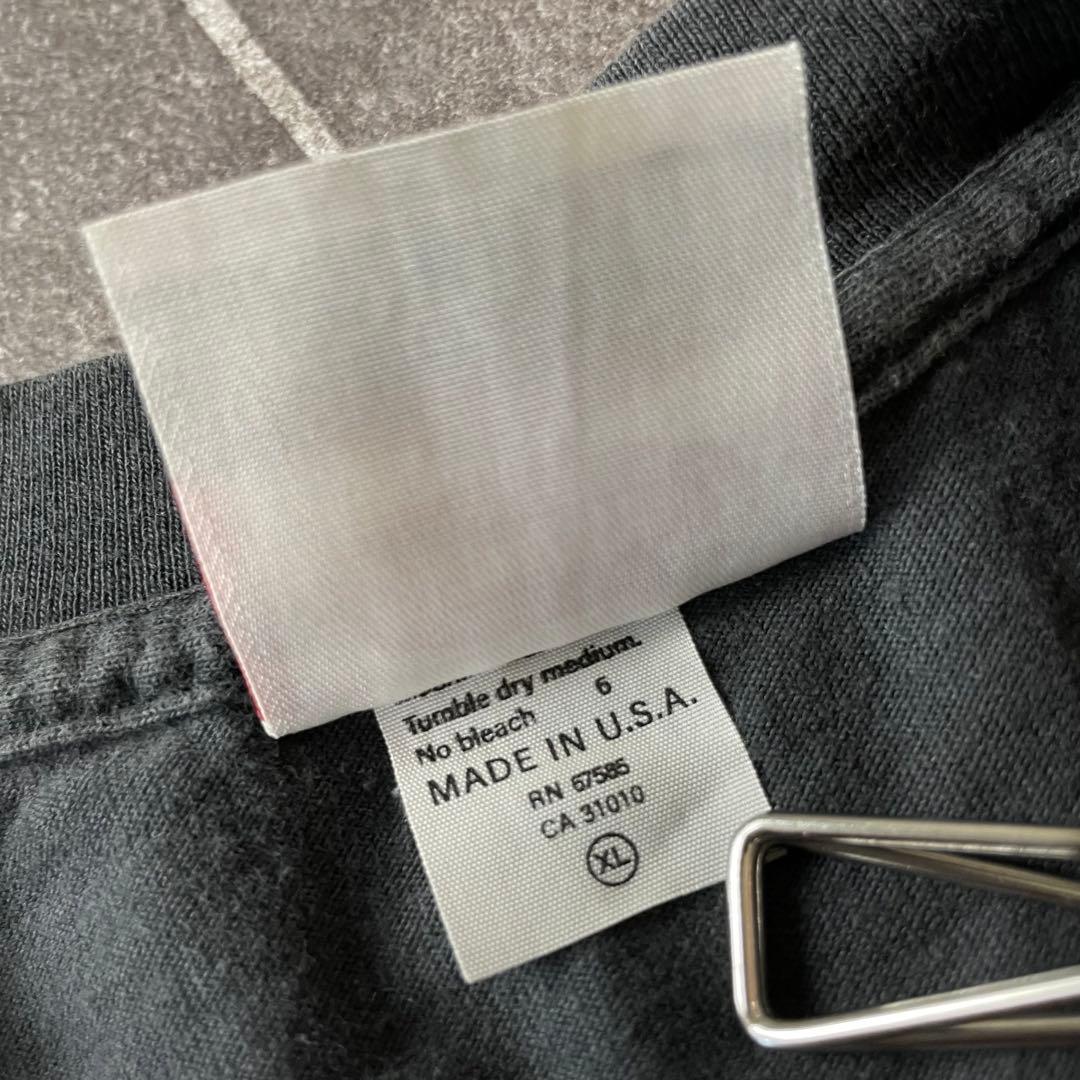 Tumble dry medium.
No bleach 6
MADE IN U.S.A.
RN 67585
CA 31010
XL